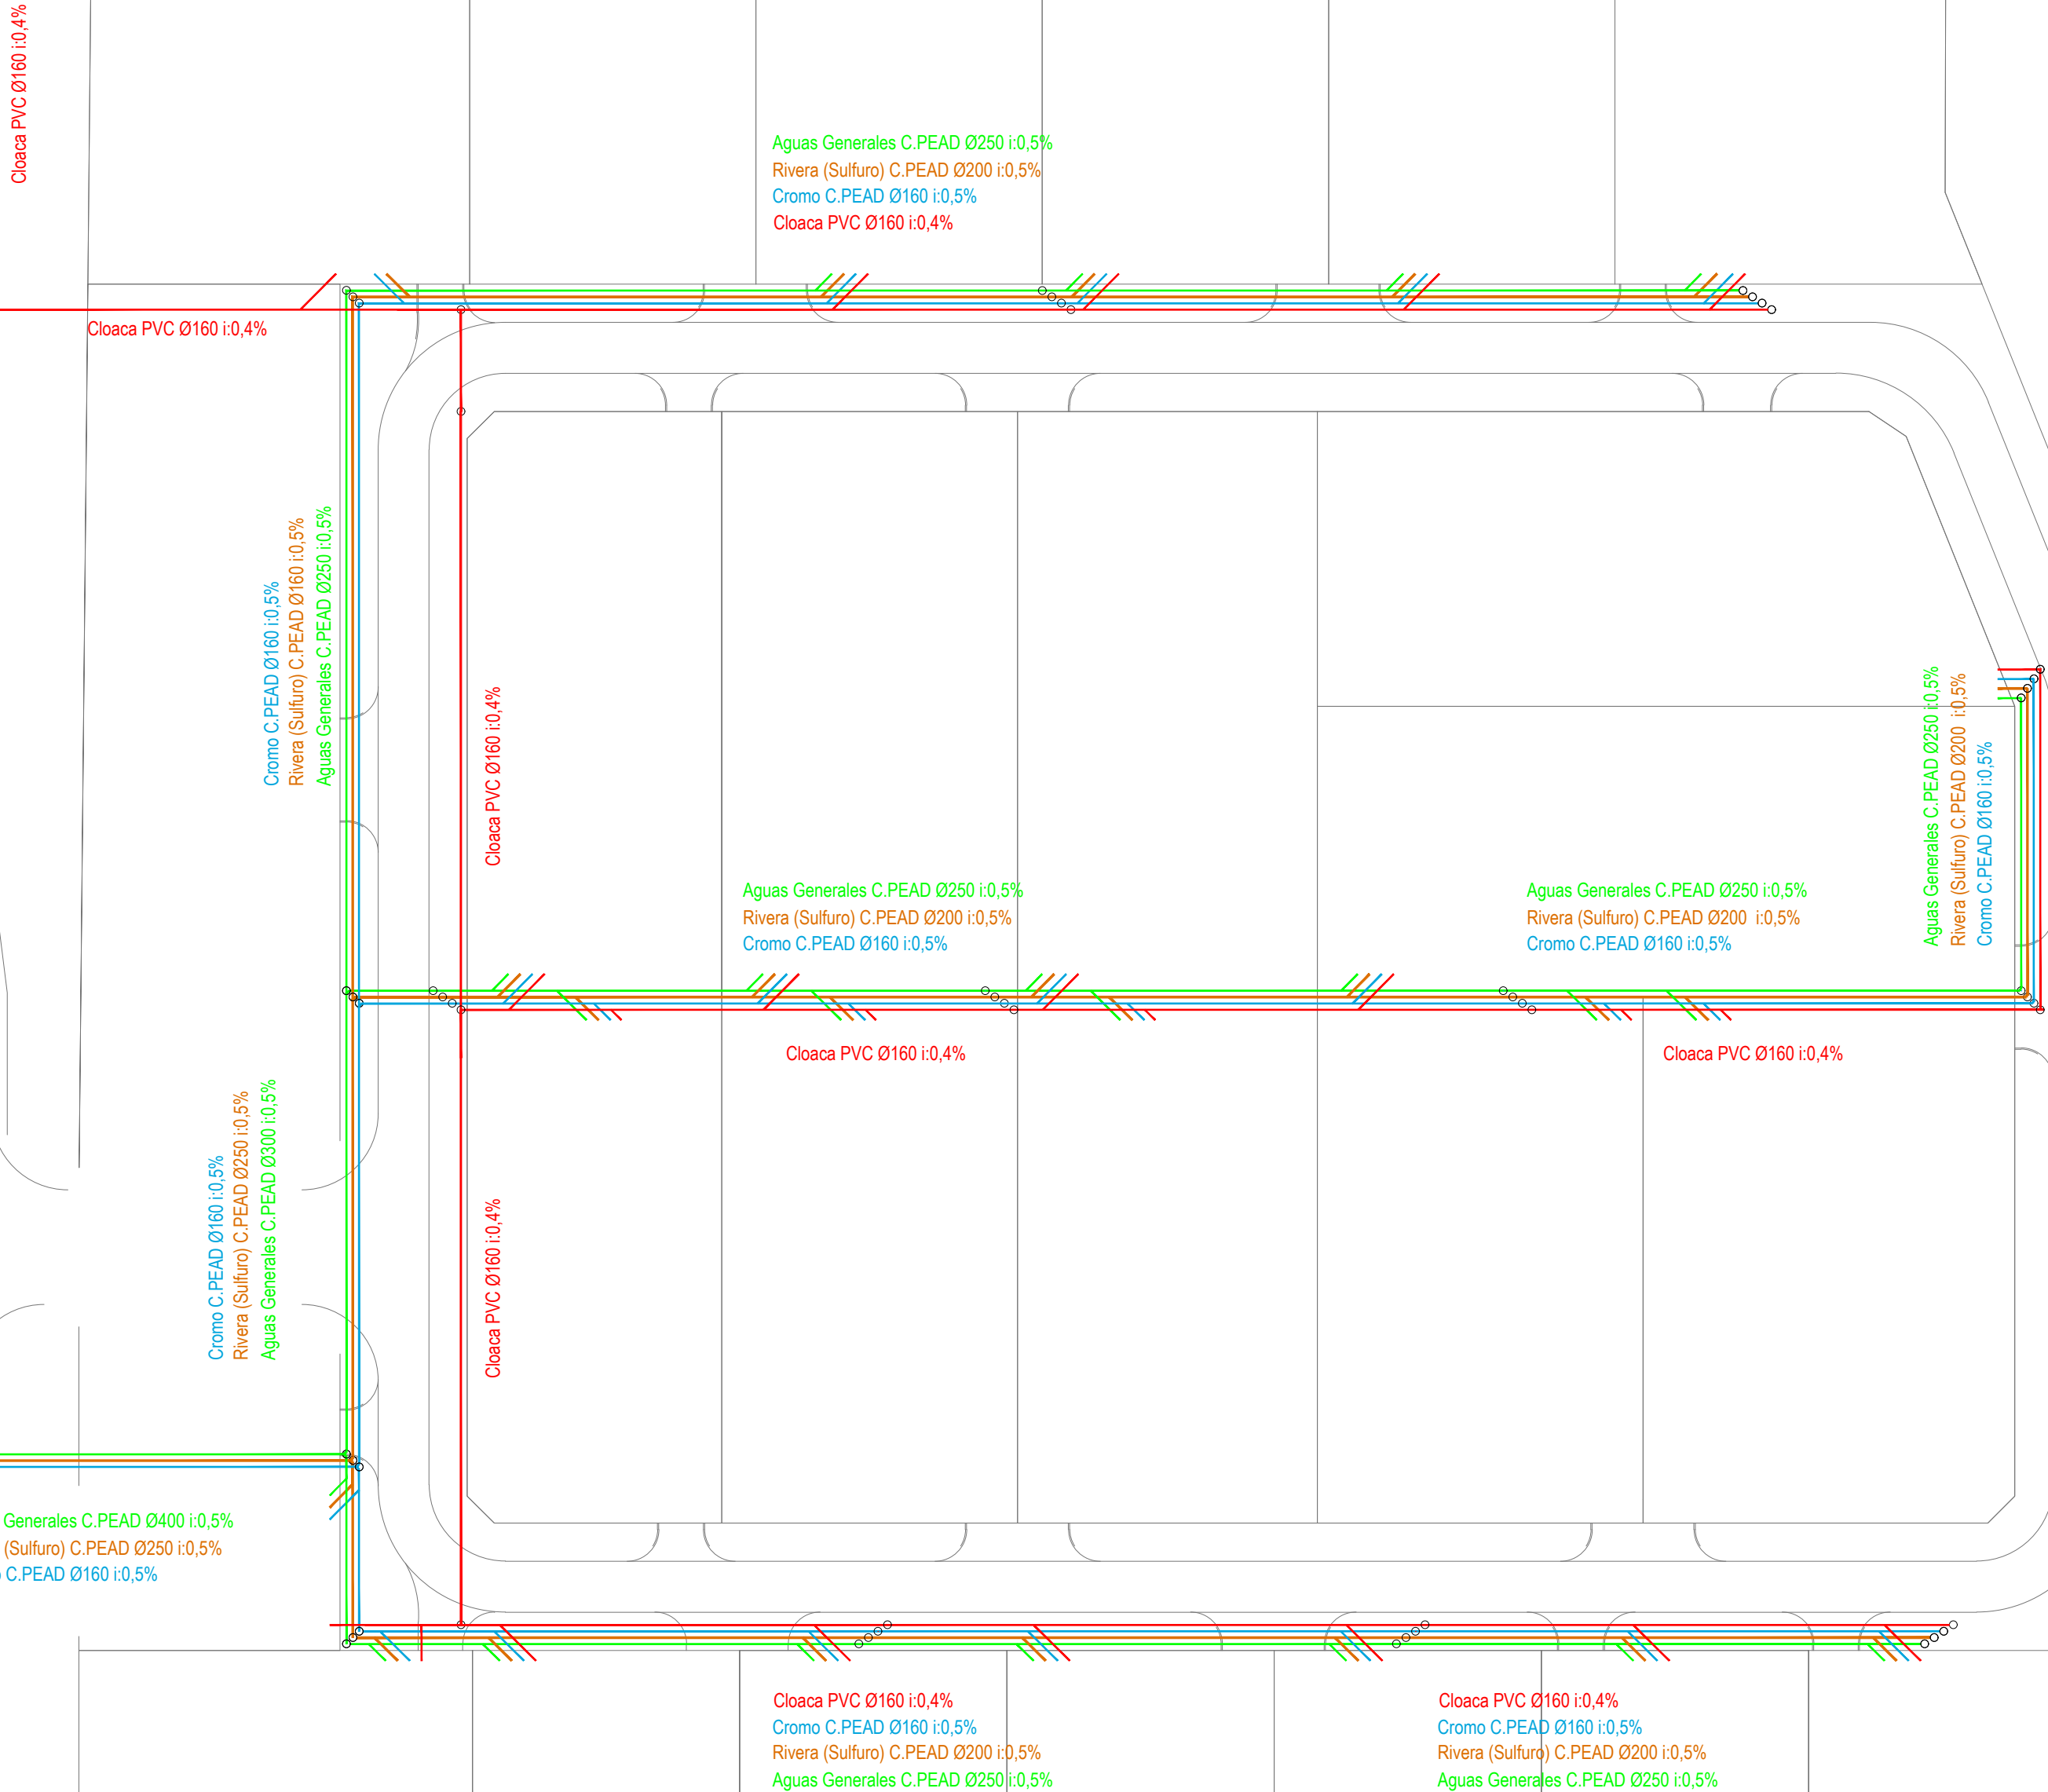 Cloaca PVC Ø160 i:0,4%
Aguas Generales C.PEAD Ø250 i:0,5%
Rivera (Sulfuro) C.PEAD Ø200 i:0,5%
Cromo C.PEAD Ø160 i:0,5%
Cloaca PVC Ø160 i:0,4%
Cloaca PVC Ø160 i:0,4%
Cromo C.PEAD Ø160 i:0,5%
Rivera (Sulfuro) C.PEAD Ø160 i:0,5%
Aguas Generales C.PEAD Ø250 i:0,5%
Cloaca PVC Ø160 i:0,4%
Aguas Generales C.PEAD Ø250 i:0,5%
Rivera (Sulfuro) C.PEAD Ø200 i:0,5%
Cromo C.PEAD Ø160 i:0,5%
Aguas Generales C.PEAD Ø250 i:0,5%
Rivera (Sulfuro) C.PEAD Ø200 i:0,5%
Cromo C.PEAD Ø160 i:0,5%
Aguas Generales C.PEAD Ø250 i:0,5%
Rivera (Sulfuro) C.PEAD Ø200 i:0,5%
Cromo C.PEAD Ø160 i:0,5%
Cloaca PVC Ø160 i:0,4%
Cloaca PVC Ø160 i:0,4%
Cromo C.PEAD Ø160 i:0,5%
Rivera (Sulfuro) C.PEAD Ø250 i:0,5%
Aguas Generales C.PEAD Ø300 i:0,5%
Cloaca PVC Ø160 i:0,4%
Generales C.PEAD Ø400 i:0,5%
(Sulfuro) C.PEAD Ø250 i:0,5%
C.PEAD Ø160 i:0,5%
Cloaca PVC Ø160 i:0,4%
Cromo C.PEAD Ø160 i:0,5%
Rivera (Sulfuro) C.PEAD Ø200 i:0,5%
Aguas Generales C.PEAD Ø250 i:0,5%
Cloaca PVC Ø160 i:0,4%
Cromo C.PEAD Ø160 i:0,5%
Rivera (Sulfuro) C.PEAD Ø200 i:0,5%
Aguas Generales C.PEAD Ø250 i:0,5%